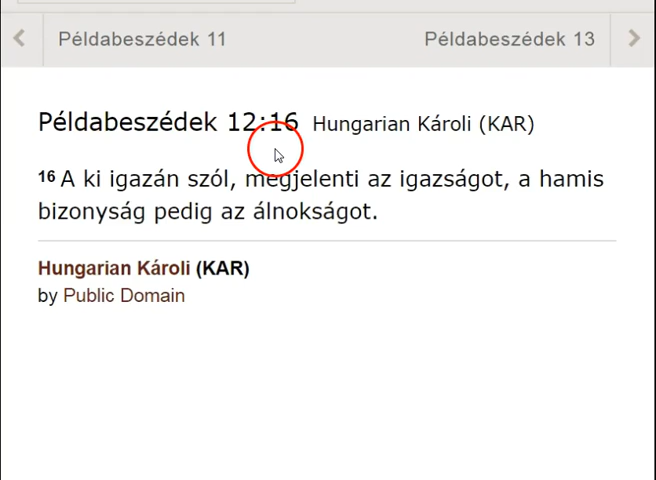 Példabeszédek 11
Példabeszédek 13
Példabeszédek 12:16 Hungarian Károli (KAR)
16 A ki igazán szól, megjelenti az igazságot, a hamis
bizonyság pedig az álnokságot.
Hungarian Károli (KAR)
by Public Domain